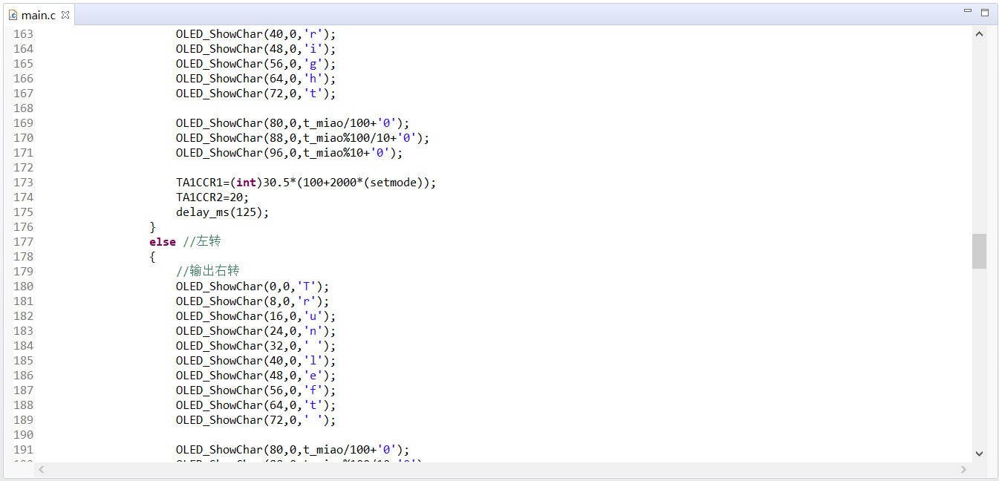 main.c
163 OLED_ShowChar(40,0,'r');
164 OLED_ShowChar(48,0,'i');
165 OLED_ShowChar(56,0,'g');
166 OLED_ShowChar(64,0,'h');
167 OLED_ShowChar(72,0,'t');
168
169 OLED_ShowChar(80,0,t_miao/100+'0');
170 OLED_ShowChar(88,0,t_miao%100/10+'0');
171 OLED_ShowChar(96,0,t_miao%10+'0');
172
173 TA1CCR1=(int)30.5*(100+2000*(setmode));
174 TA1CCR2=20;
175 delay_ms(125);
176 }
177 else //左转
178 {
179 //输出右转
180 OLED_ShowChar(0,0,'T');
181 OLED_ShowChar(8,0,'r');
182 OLED_ShowChar(16,0,'u');
183 OLED_ShowChar(24,0,'n');
184 OLED_ShowChar(32,0,' ');
185 OLED_ShowChar(40,0,'l');
186 OLED_ShowChar(48,0,'e');
187 OLED_ShowChar(56,0,'f');
188 OLED_ShowChar(64,0,'t');
189 OLED_ShowChar(72,0,' ');
190
191 OLED_ShowChar(80,0,t_miao/100+'0');